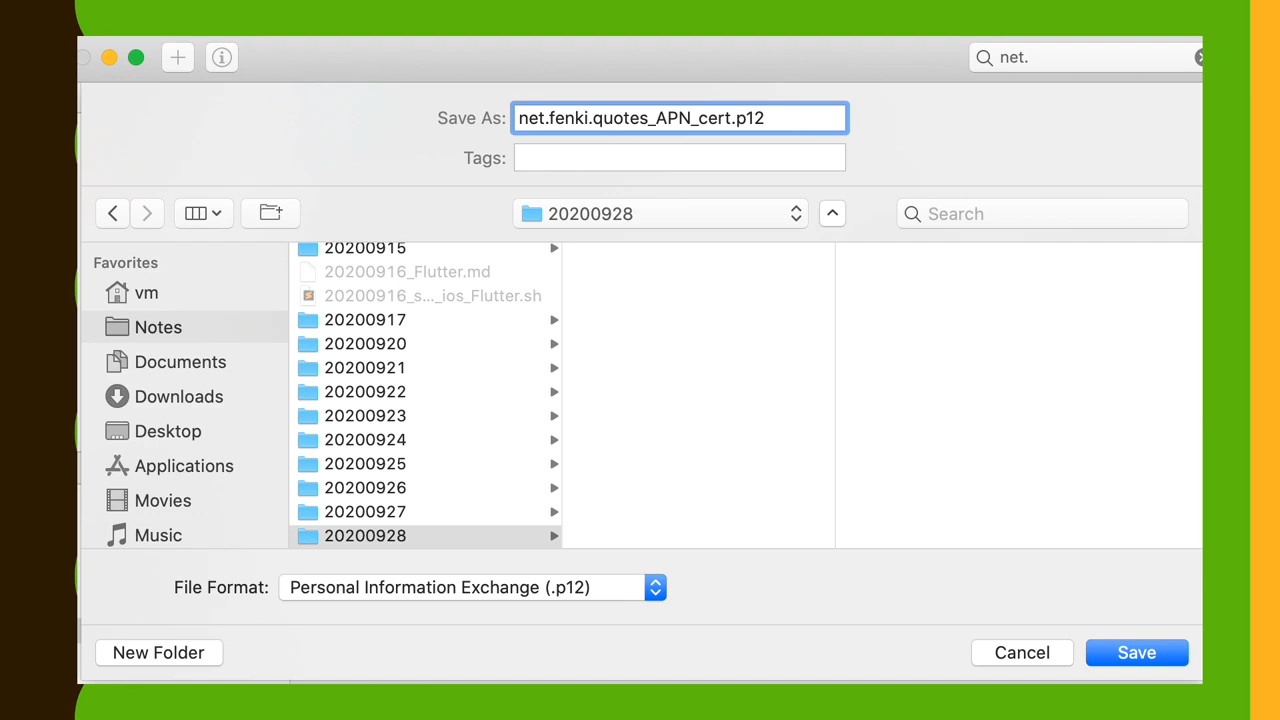 net.
Save As: net.fenki.quotes_APN_cert.p12
Tags:
20200928
Search
Favorites
vm
Notes
Documents
Downloads
Desktop
Applications
Movies
Music
20200915
20200916_Flutter.md
20200916_s..._ios_Flutter.sh
20200917
20200920
20200921
20200922
20200923
20200924
20200925
20200926
20200927
20200928
File Format: Personal Information Exchange (.p12)
New Folder
Cancel
Save